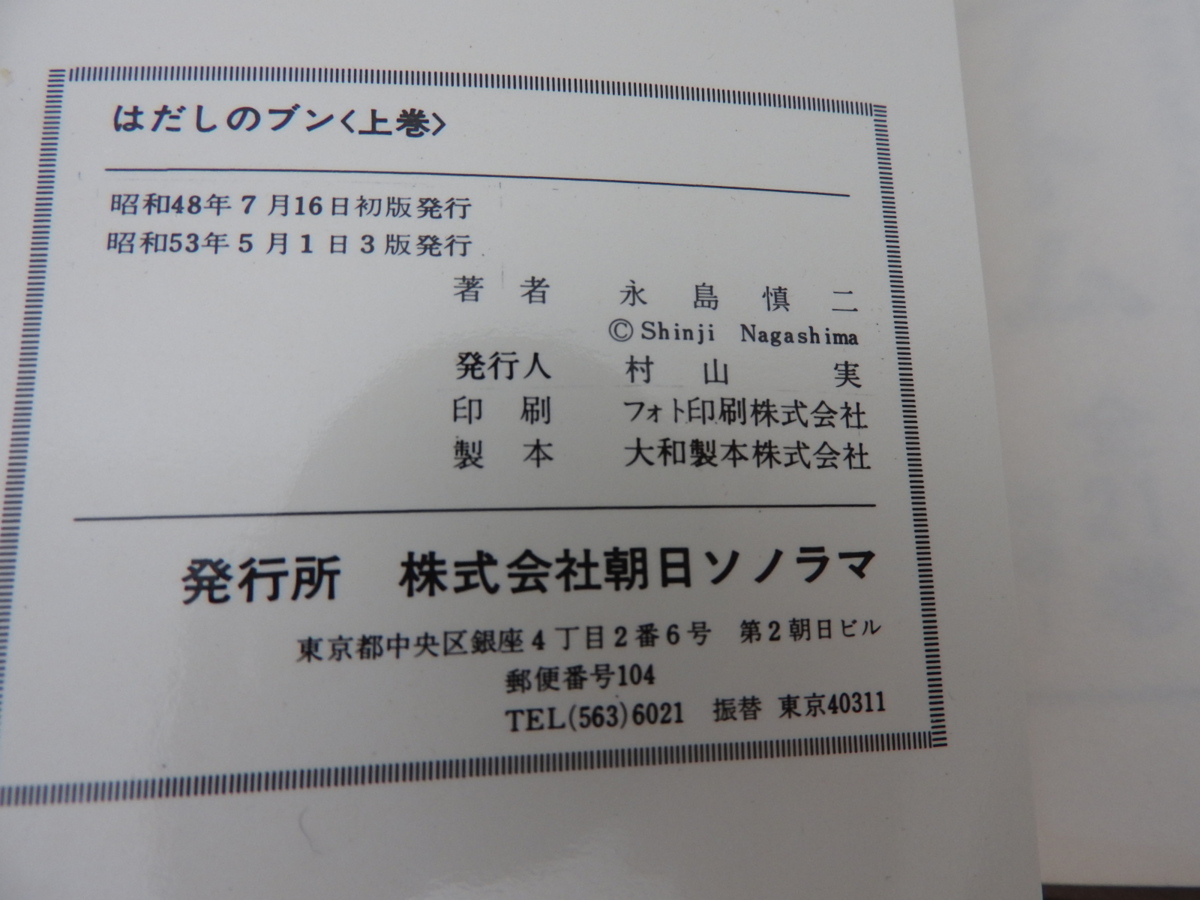 はだしのブン〈上巻〉
昭和48年7月16日初版発行
昭和53年5月1日3版発行
著者 永島慎二
©Shinji Nagashima
発行人 村山 実
印刷 フォト印刷株式会社
製本 大和製本株式会社
発行所 株式会社朝日ソノラマ
東京都中央区銀座4丁目2番6号 第2朝日ビル
郵便番号104
TEL(563)6021 振替 東京40311